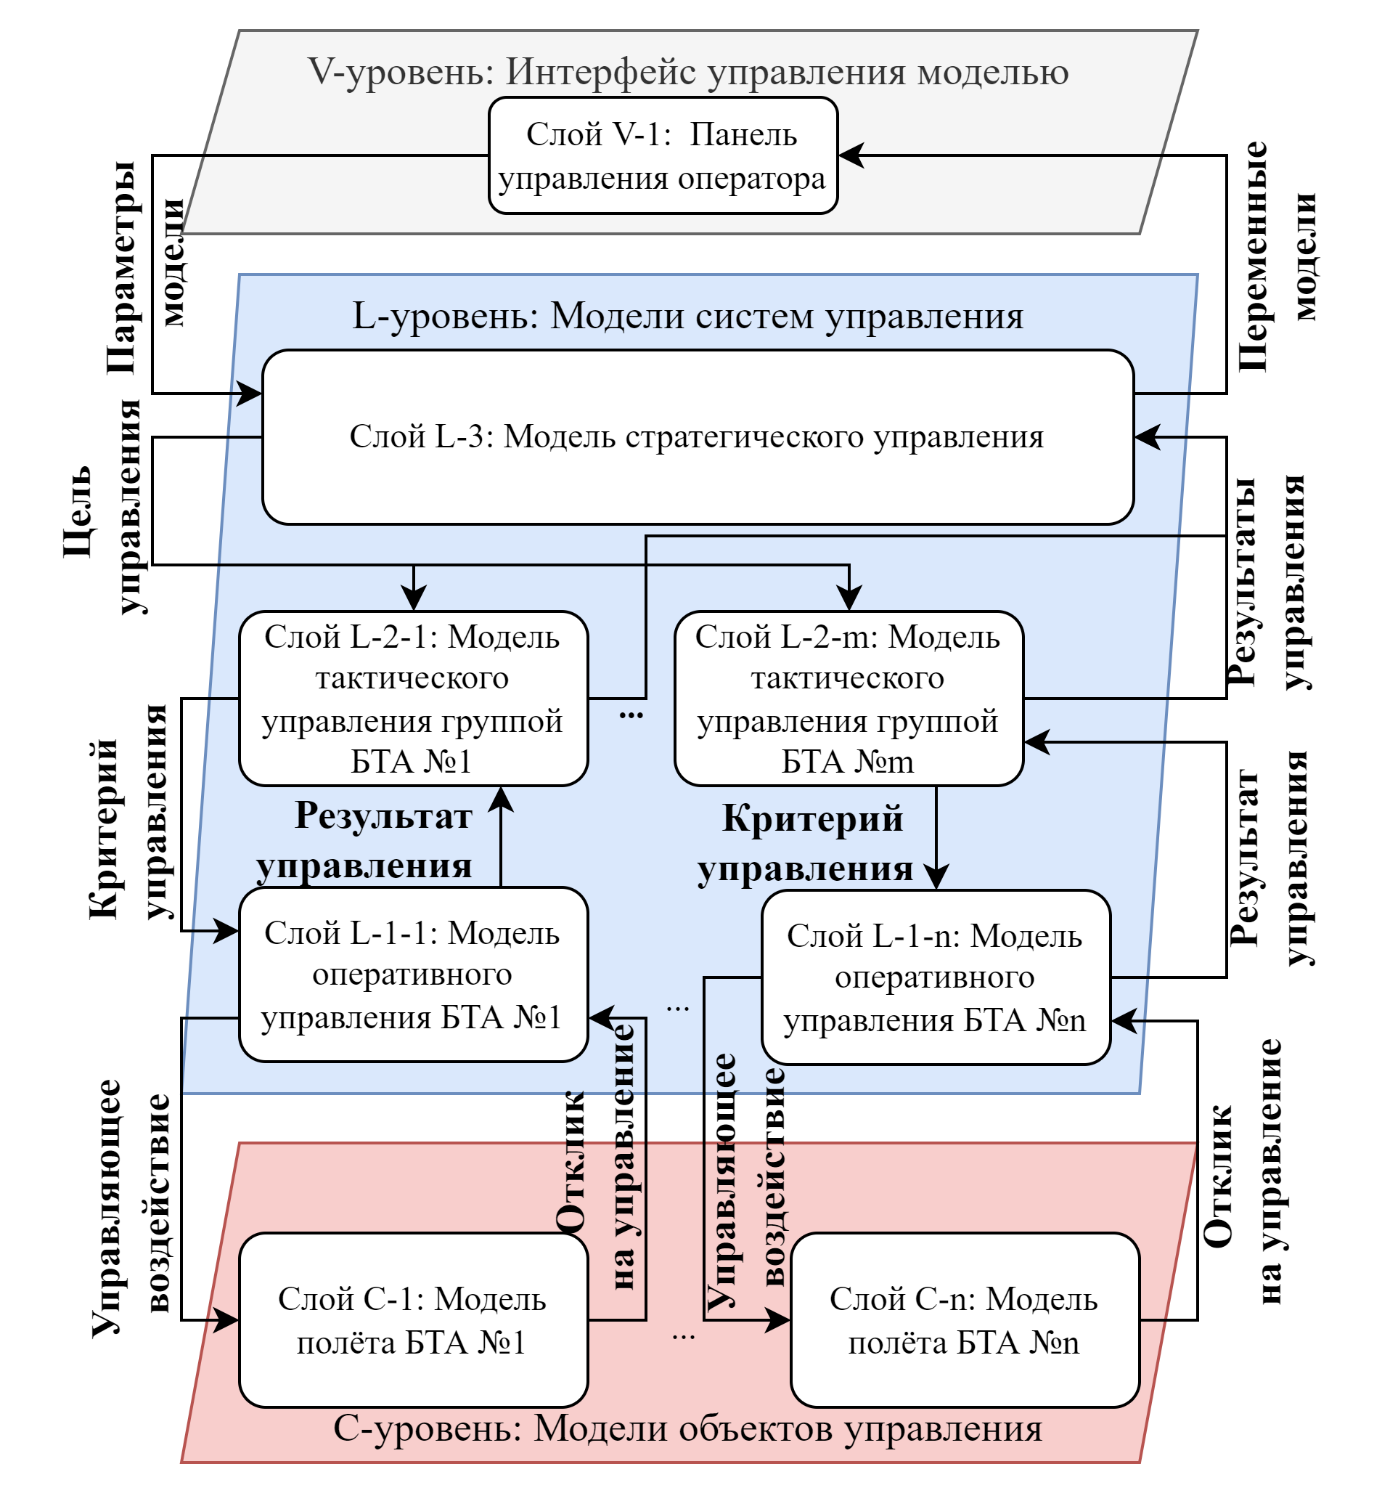 V-уровень: Интерфейс управления моделью
Слой V-1:  Панель
управления оператора
Параметры
модели
Переменные
модели
L-уровень: Модели систем управления
Слой L-3: Модель стратегического управления
Цель
управления
Результаты
управления
Слой L-2-1: Модель
тактического
управления группой
БТА №1
...
Слой L-2-m: Модель
тактического
управления группой
БТА №m
Критерий
управления
Результат
управления
Критерий
управления
Результат
управления
Слой L-1-1: Модель
оперативного
управления БТА №1
...
Слой L-1-n: Модель
оперативного
управления БТА №n
Управляющее
воздействие
Отклик
на управление
Управляющее
воздействие
Отклик
на управление
Слой C-1: Модель
полёта БТА №1
...
Слой C-n: Модель
полёта БТА №n
C-уровень: Модели объектов управления